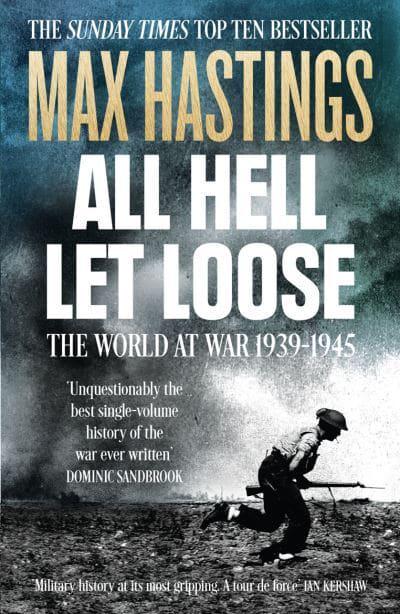 THE SUNDAY TIMES TOP TEN BESTSELLER
MAX HASTINGS
ALL HELL
LET LOOSE
THE WORLD AT WAR 1939-1945
'Unquestionably the
best single-volume
history of the
war ever written'
DOMINIC SANDBROOK
'Military history at its most gripping. A tour de force' IAN KERSHAW